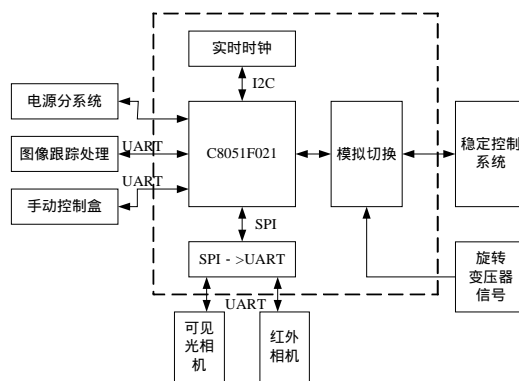 实时时钟
I2C
电源分系统
UART
图像跟踪处理
C8051F021
模拟切换
稳定控制
系统
UART
手动控制盒
SPI
SPI - >UART
旋转
变压器
信号
UART
可见
光相
机
红外
相机